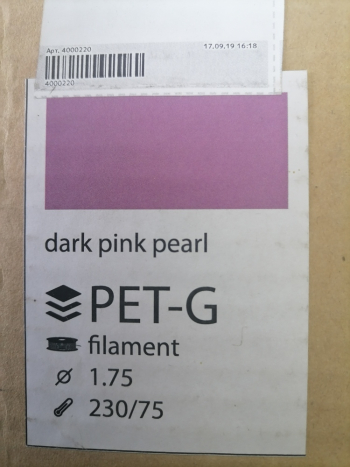 Арт. 4000220 17.09.19 16:18
4000220
dark pink pearl
PET-G
filament
1.75
230/75